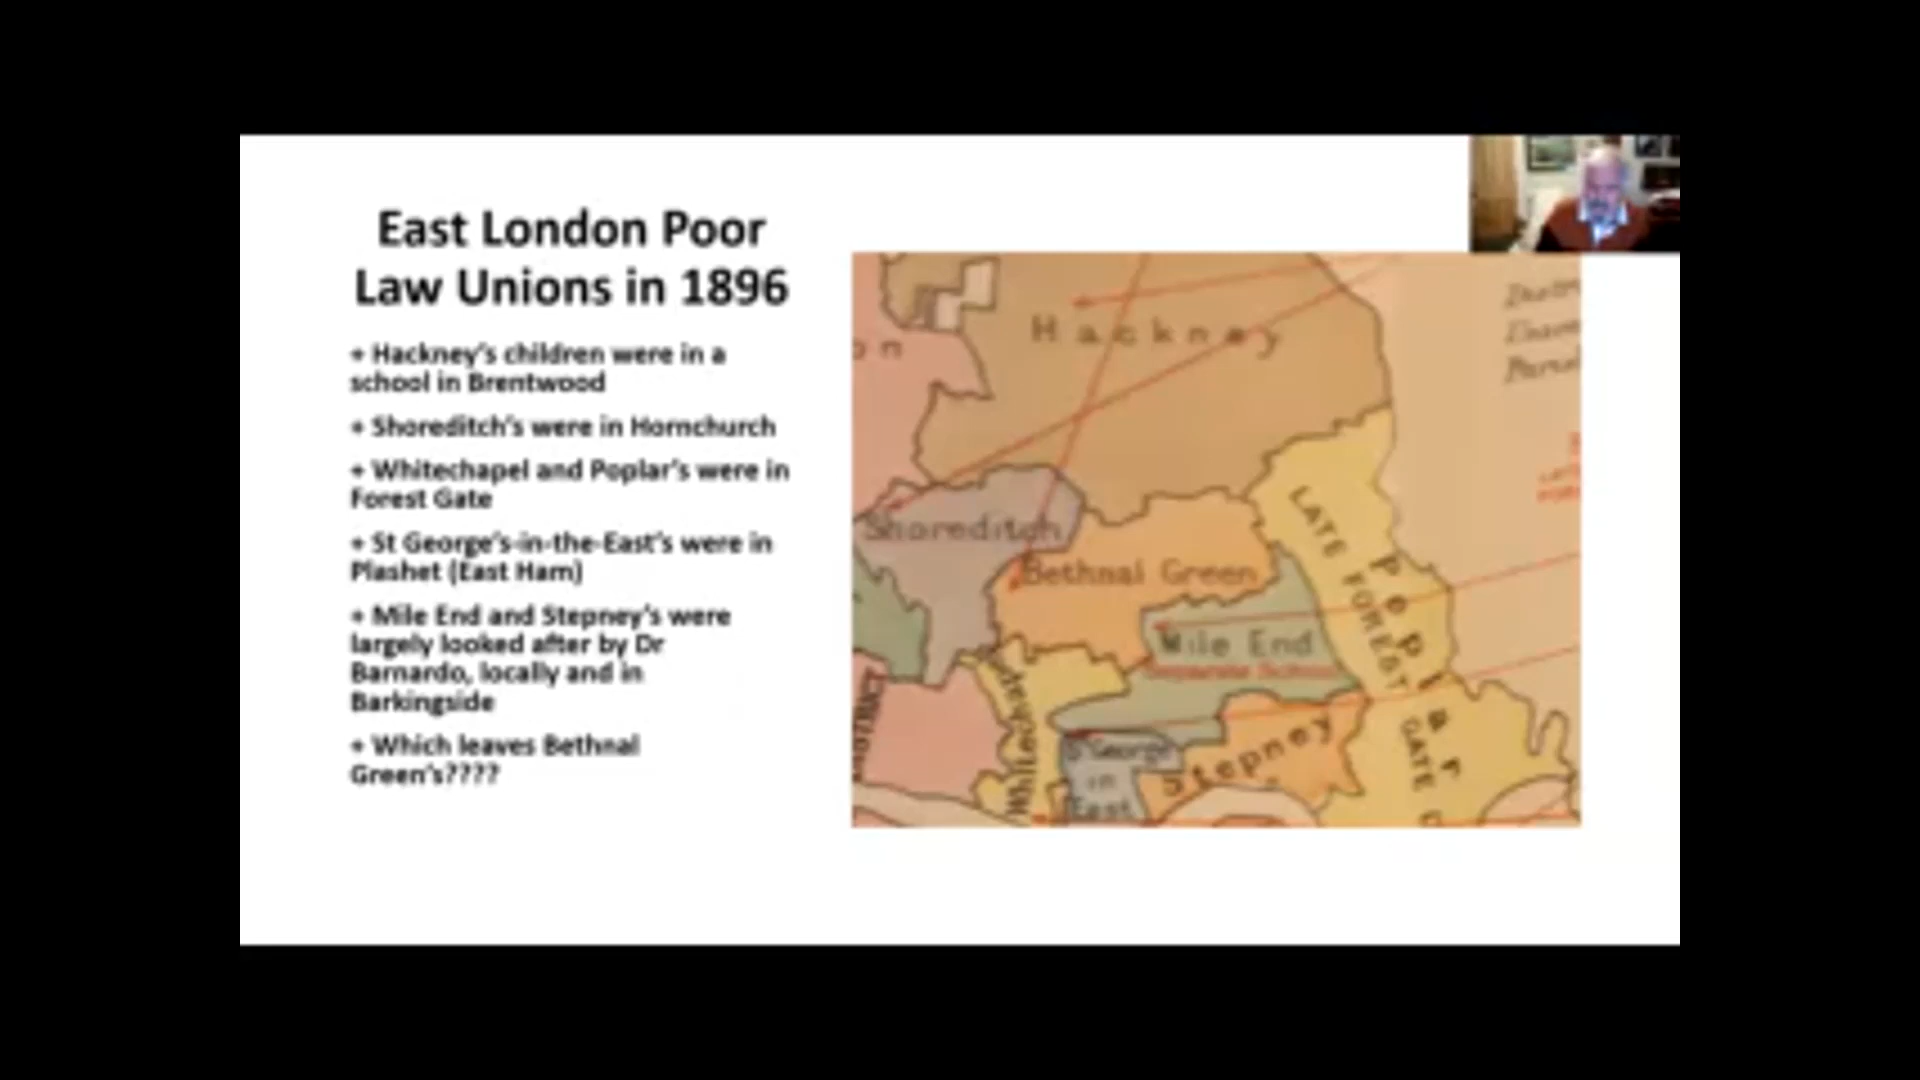 East London Poor
Law Unions in 1896
+ Hackney's children were in a
school in Brentwood
+ Shoreditch's were in Hornchurch
+ Whitechapel and Poplar's were in
Forest Gate
+ St George's-in-the-East's were in
Plashet (East Ham)
+ Mile End and Stepney's were
largely looked after by Dr
Barnardo, locally and in
Barkingside
+ Which leaves Bethnal
Green's????
Hackney
on
Shoreditch
Bethnal Green
LATE FOREST
Poplar
Mile End
Whitechapel
St George
in
East
Stepney
GATE